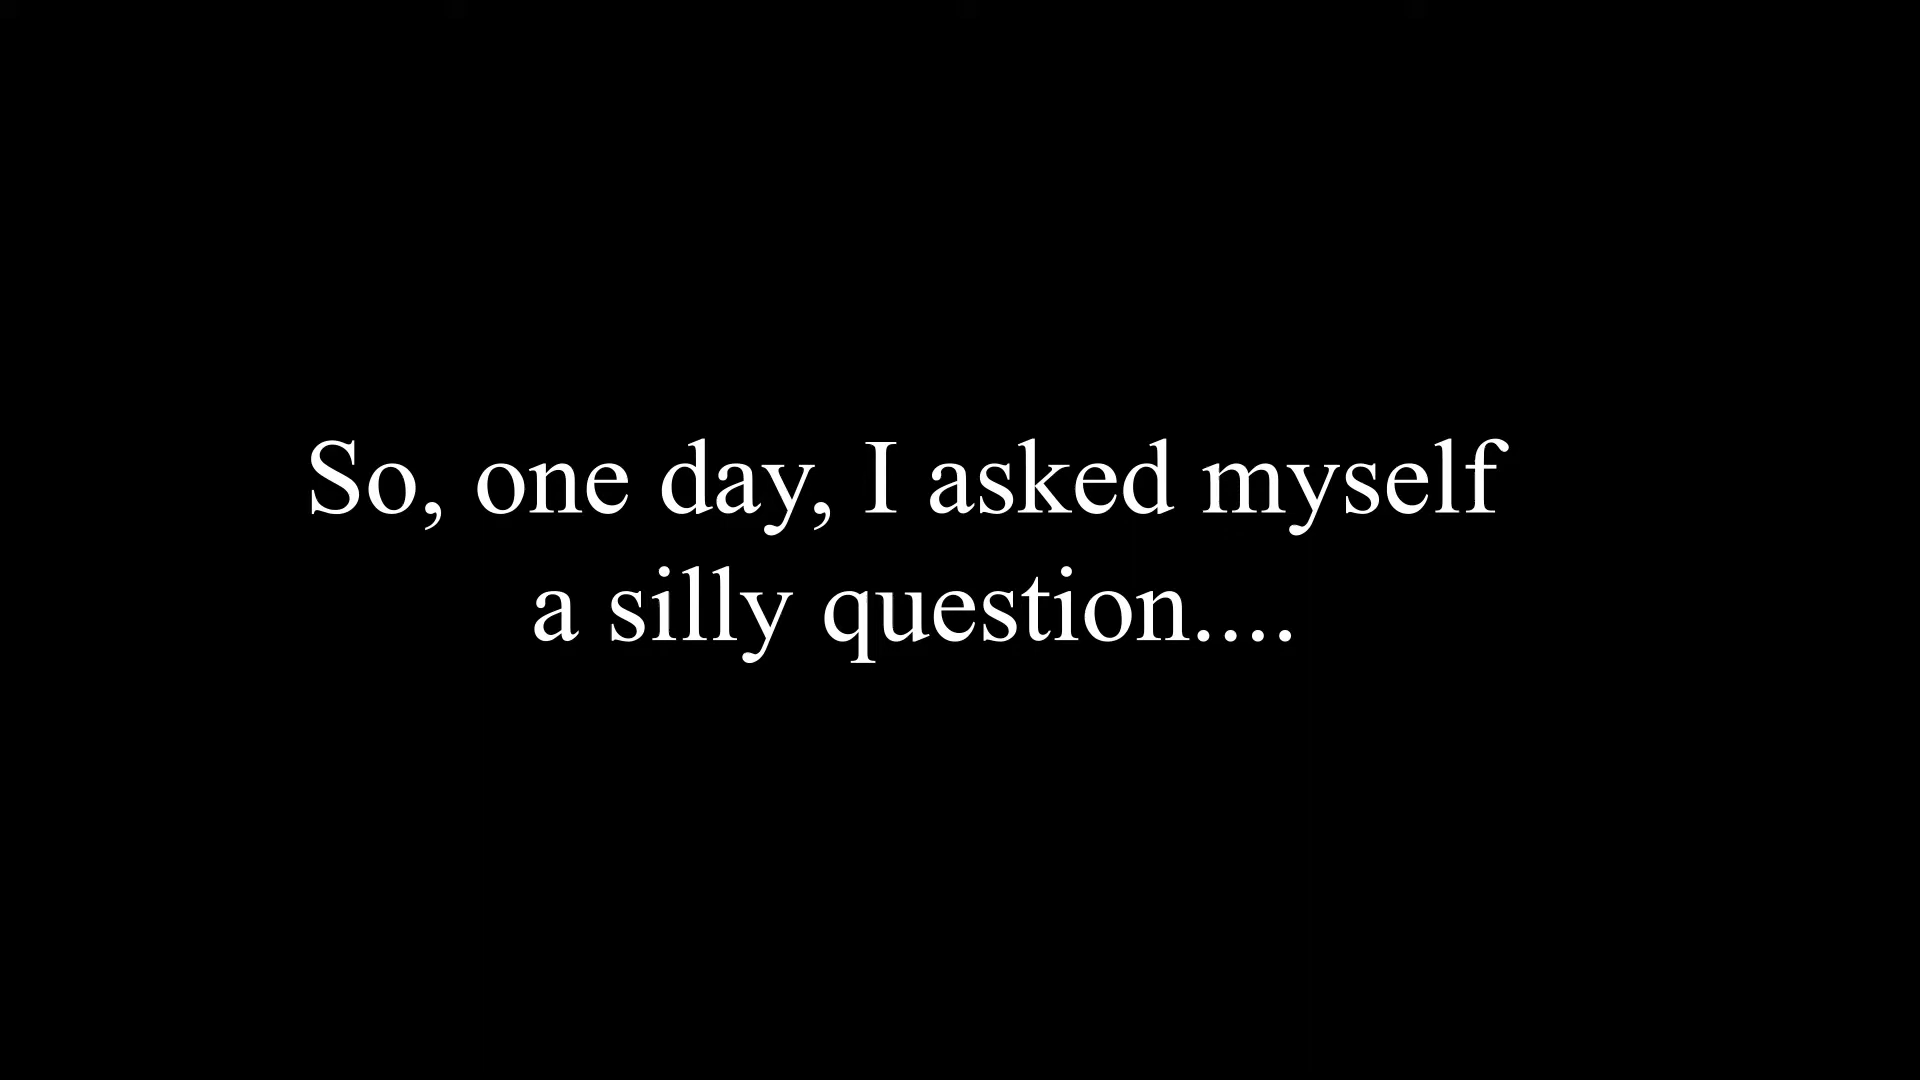 So, one day, I asked myself
a silly question....